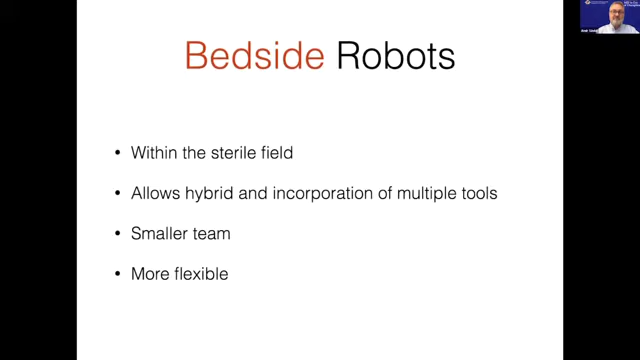 Bedside Robots
• Within the sterile field
• Allows hybrid and incorporation of multiple tools
• Smaller team
• More flexible